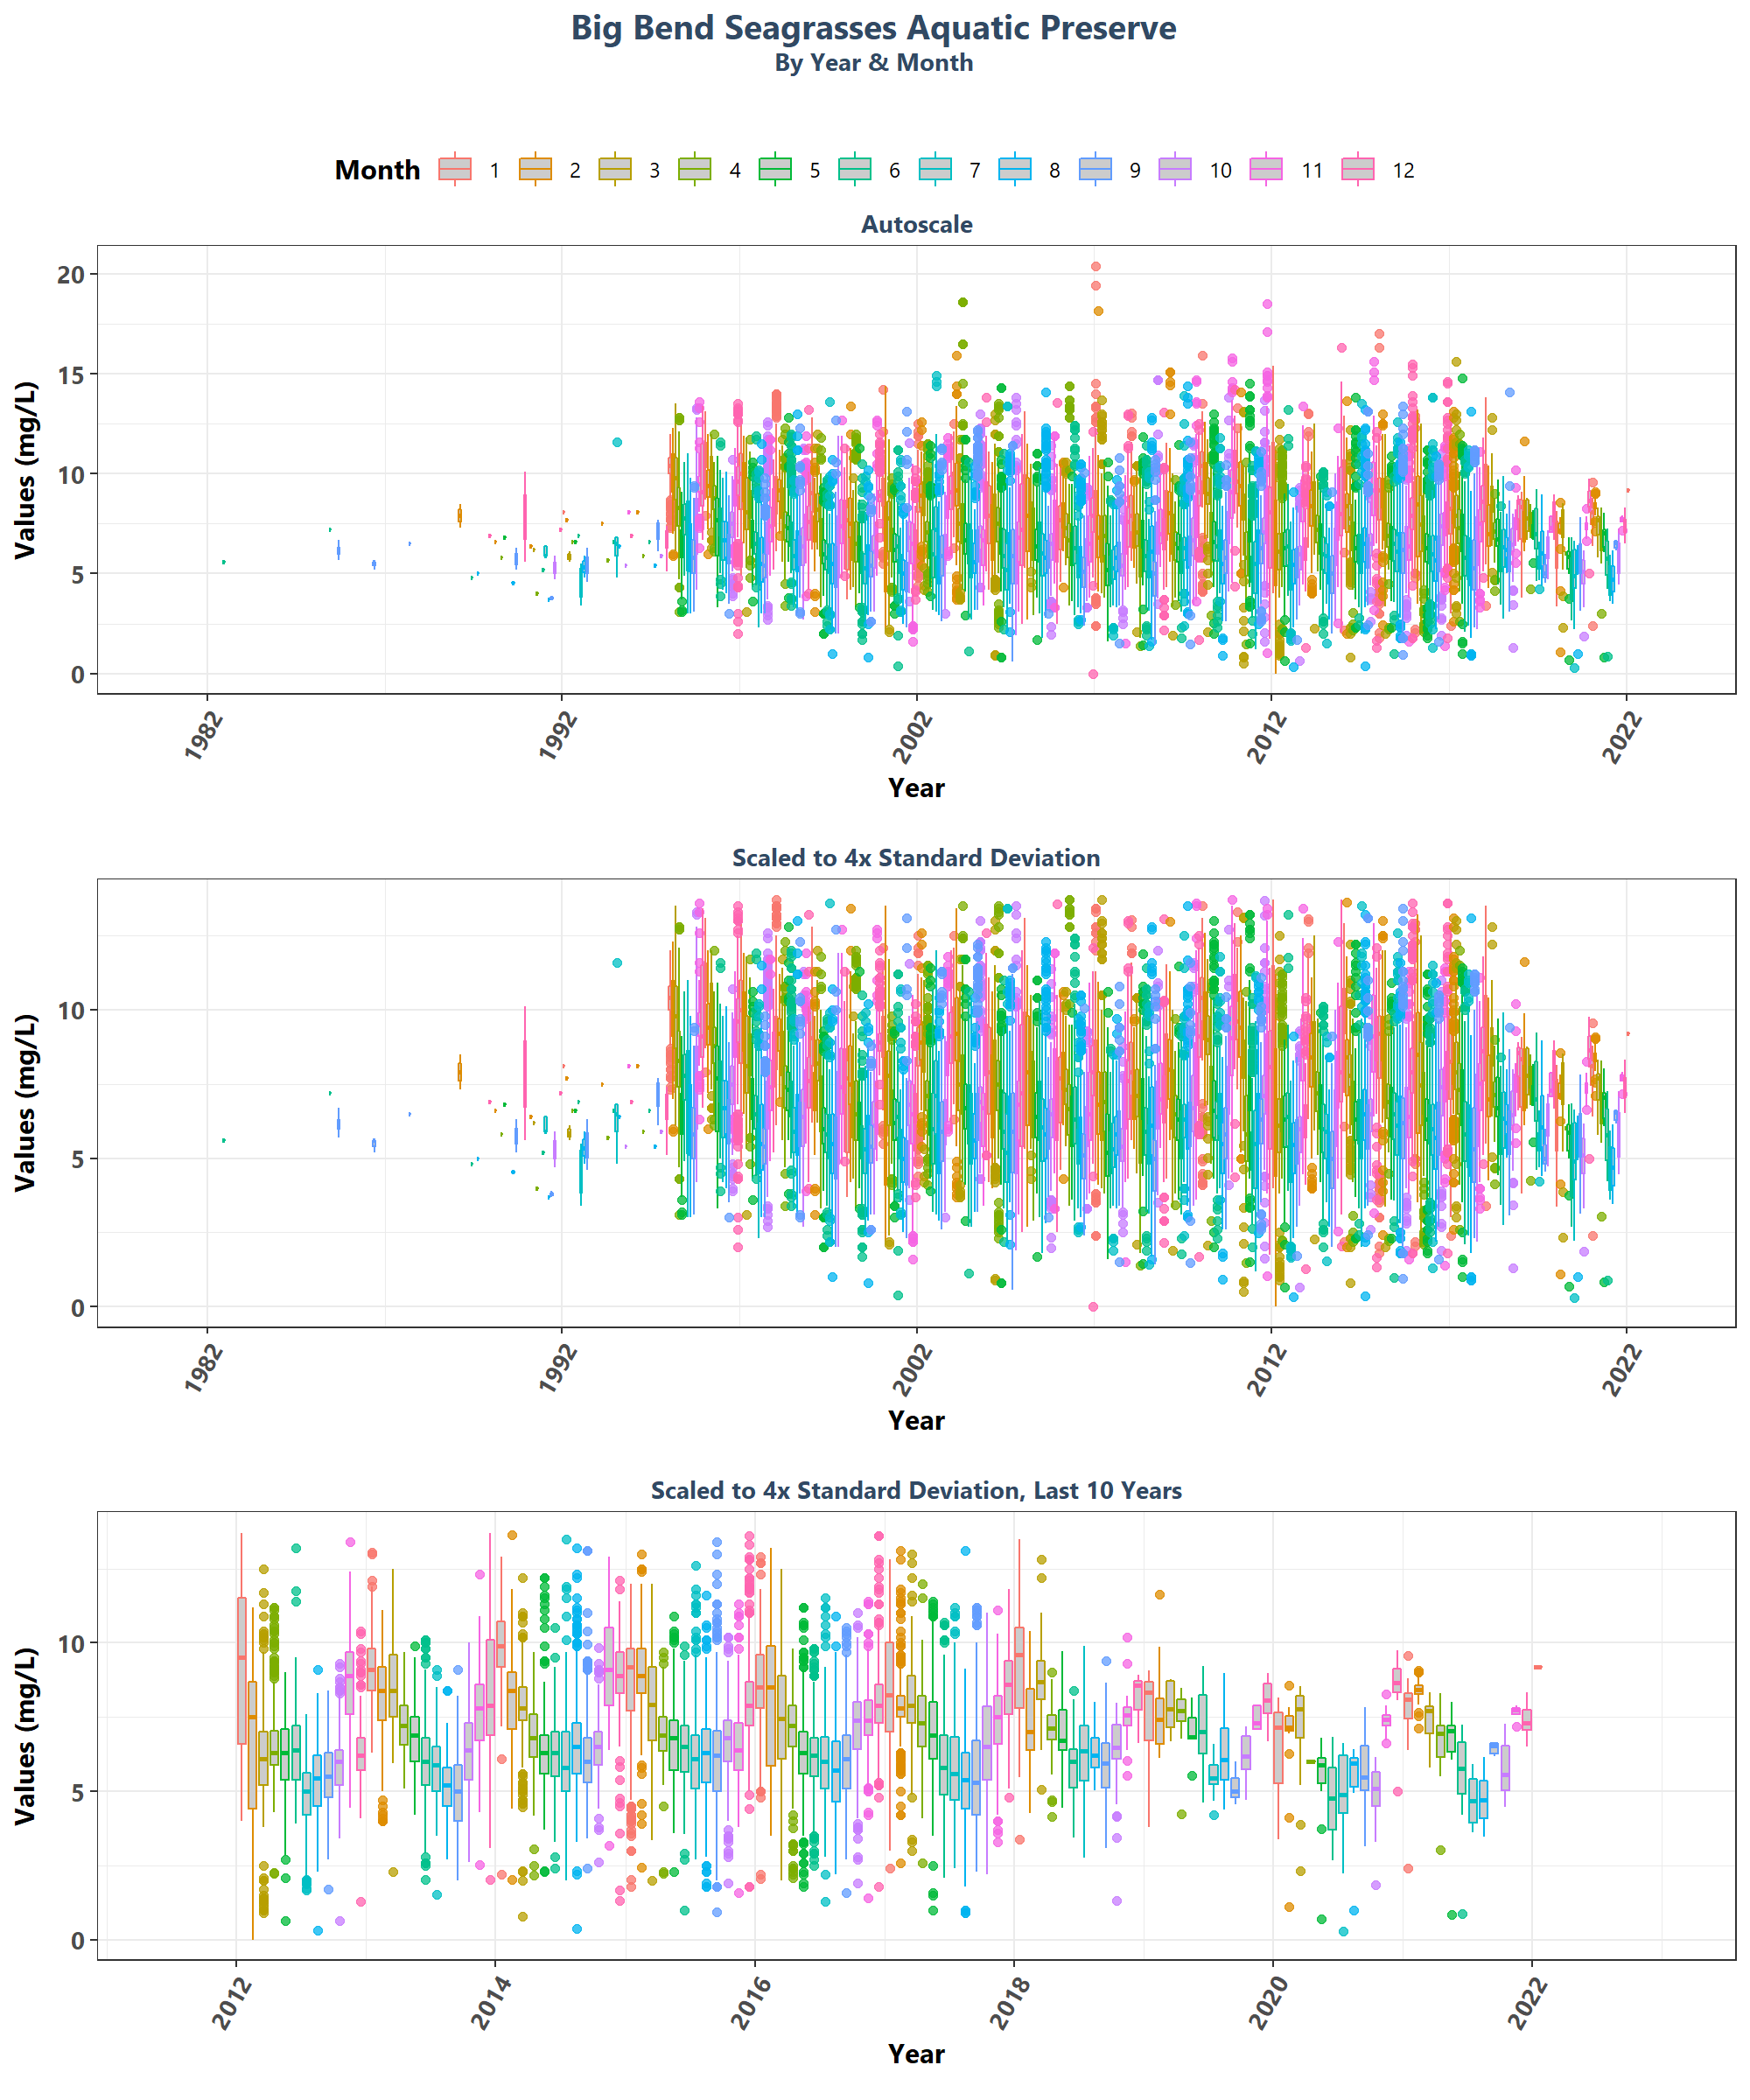 Big Bend Seagrasses Aquatic Preserve
By Year & Month
Month 1 2 3 4 5 6 7 8 9 10 11 12
Autoscale
Values (mg/L)
20
15
10
5
0
1982 1992 2002 2012 2022
Year
Scaled to 4x Standard Deviation
Values (mg/L)
10
5
0
1982 1992 2002 2012 2022
Year
Scaled to 4x Standard Deviation, Last 10 Years
Values (mg/L)
10
5
0
2012 2014 2016 2018 2020 2022
Year